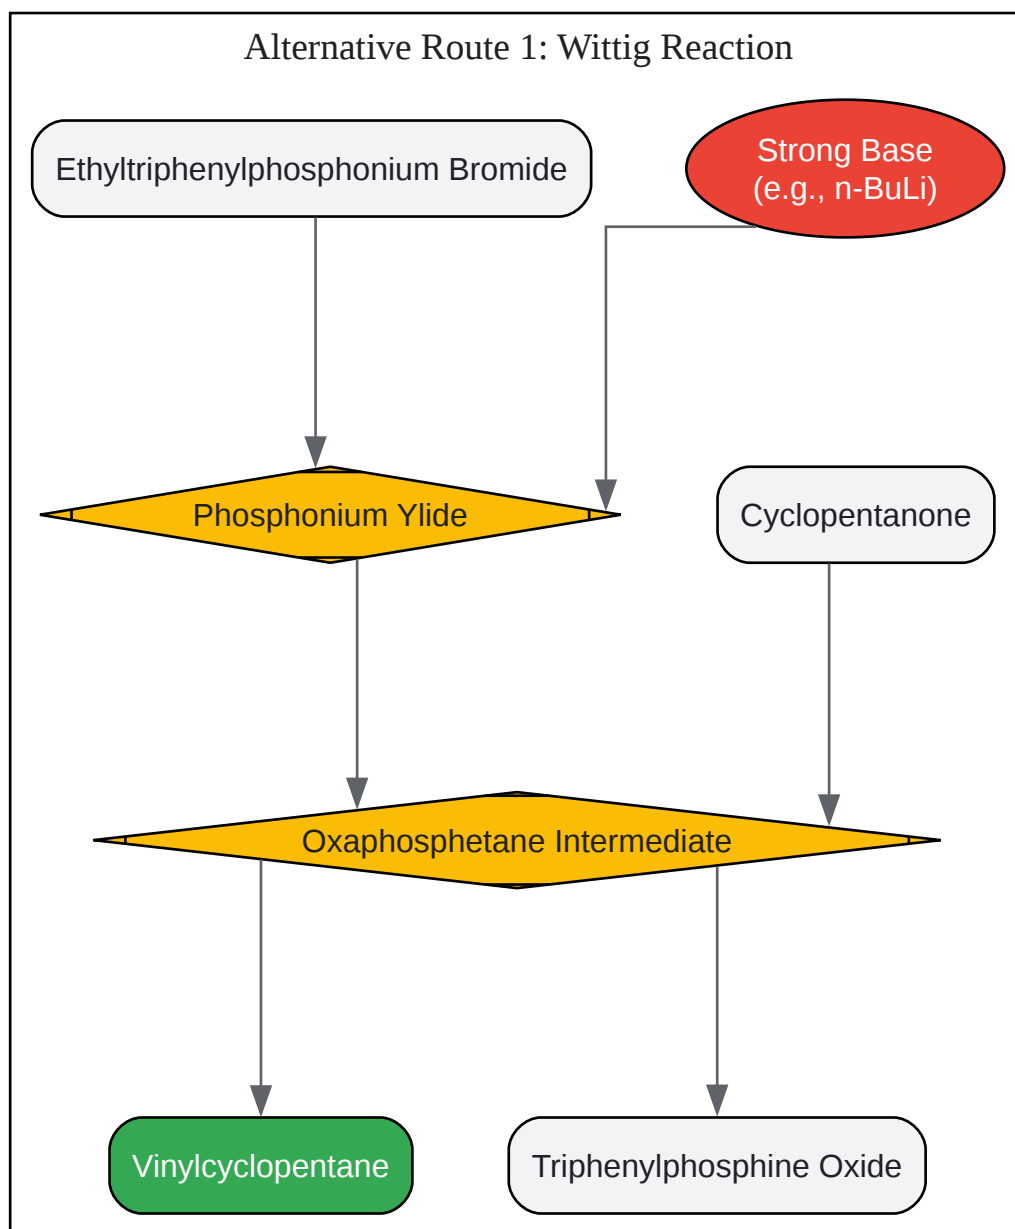 Alternative Route 1: Wittig Reaction
Ethyltriphenylphosphonium Bromide
Strong Base
(e.g., n-BuLi)
Phosphonium Ylide
Cyclopentanone
Oxaphosphetane Intermediate
Vinylcyclopentane
Triphenylphosphine Oxide